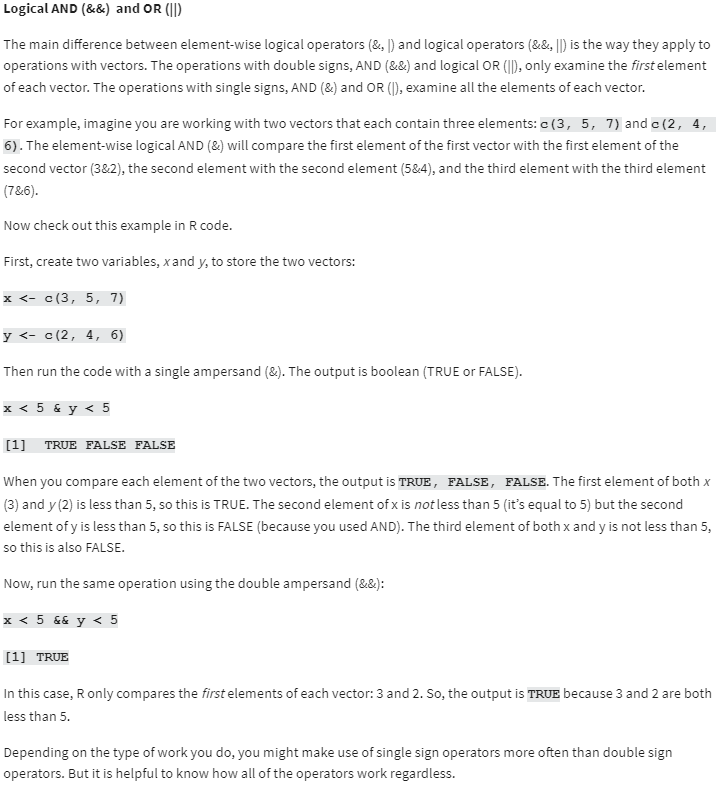 Logical AND (&&) and OR (||)
The main difference between element-wise logical operators (&, |) and logical operators (&&, ||) is the way they apply to
operations with vectors. The operations with double signs, AND (&&) and logical OR (||), only examine the first element
of each vector. The operations with single signs, AND (&) and OR (|), examine all the elements of each vector.
For example, imagine you are working with two vectors that each contain three elements: c(3, 5, 7) and c(2, 4,
6). The element-wise logical AND (&) will compare the first element of the first vector with the first element of the
second vector (3&2), the second element with the second element (5&4), and the third element with the third element
(7&6).
Now check out this example in R code.
First, create two variables, x and y, to store the two vectors:
x <- c(3, 5, 7)
y <- c(2, 4, 6)
Then run the code with a single ampersand (&). The output is boolean (TRUE or FALSE).
x < 5 & y < 5
[1]  TRUE FALSE FALSE
When you compare each element of the two vectors, the output is TRUE, FALSE, FALSE. The first element of both x
(3) and y (2) is less than 5, so this is TRUE. The second element of x is not less than 5 (it's equal to 5) but the second
element of y is less than 5, so this is FALSE (because you used AND). The third element of both x and y is not less than 5,
so this is also FALSE.
Now, run the same operation using the double ampersand (&&):
x < 5 && y < 5
[1] TRUE
In this case, R only compares the first elements of each vector: 3 and 2. So, the output is TRUE because 3 and 2 are both
less than 5.
Depending on the type of work you do, you might make use of single sign operators more often than double sign
operators. But it is helpful to know how all of the operators work regardless.